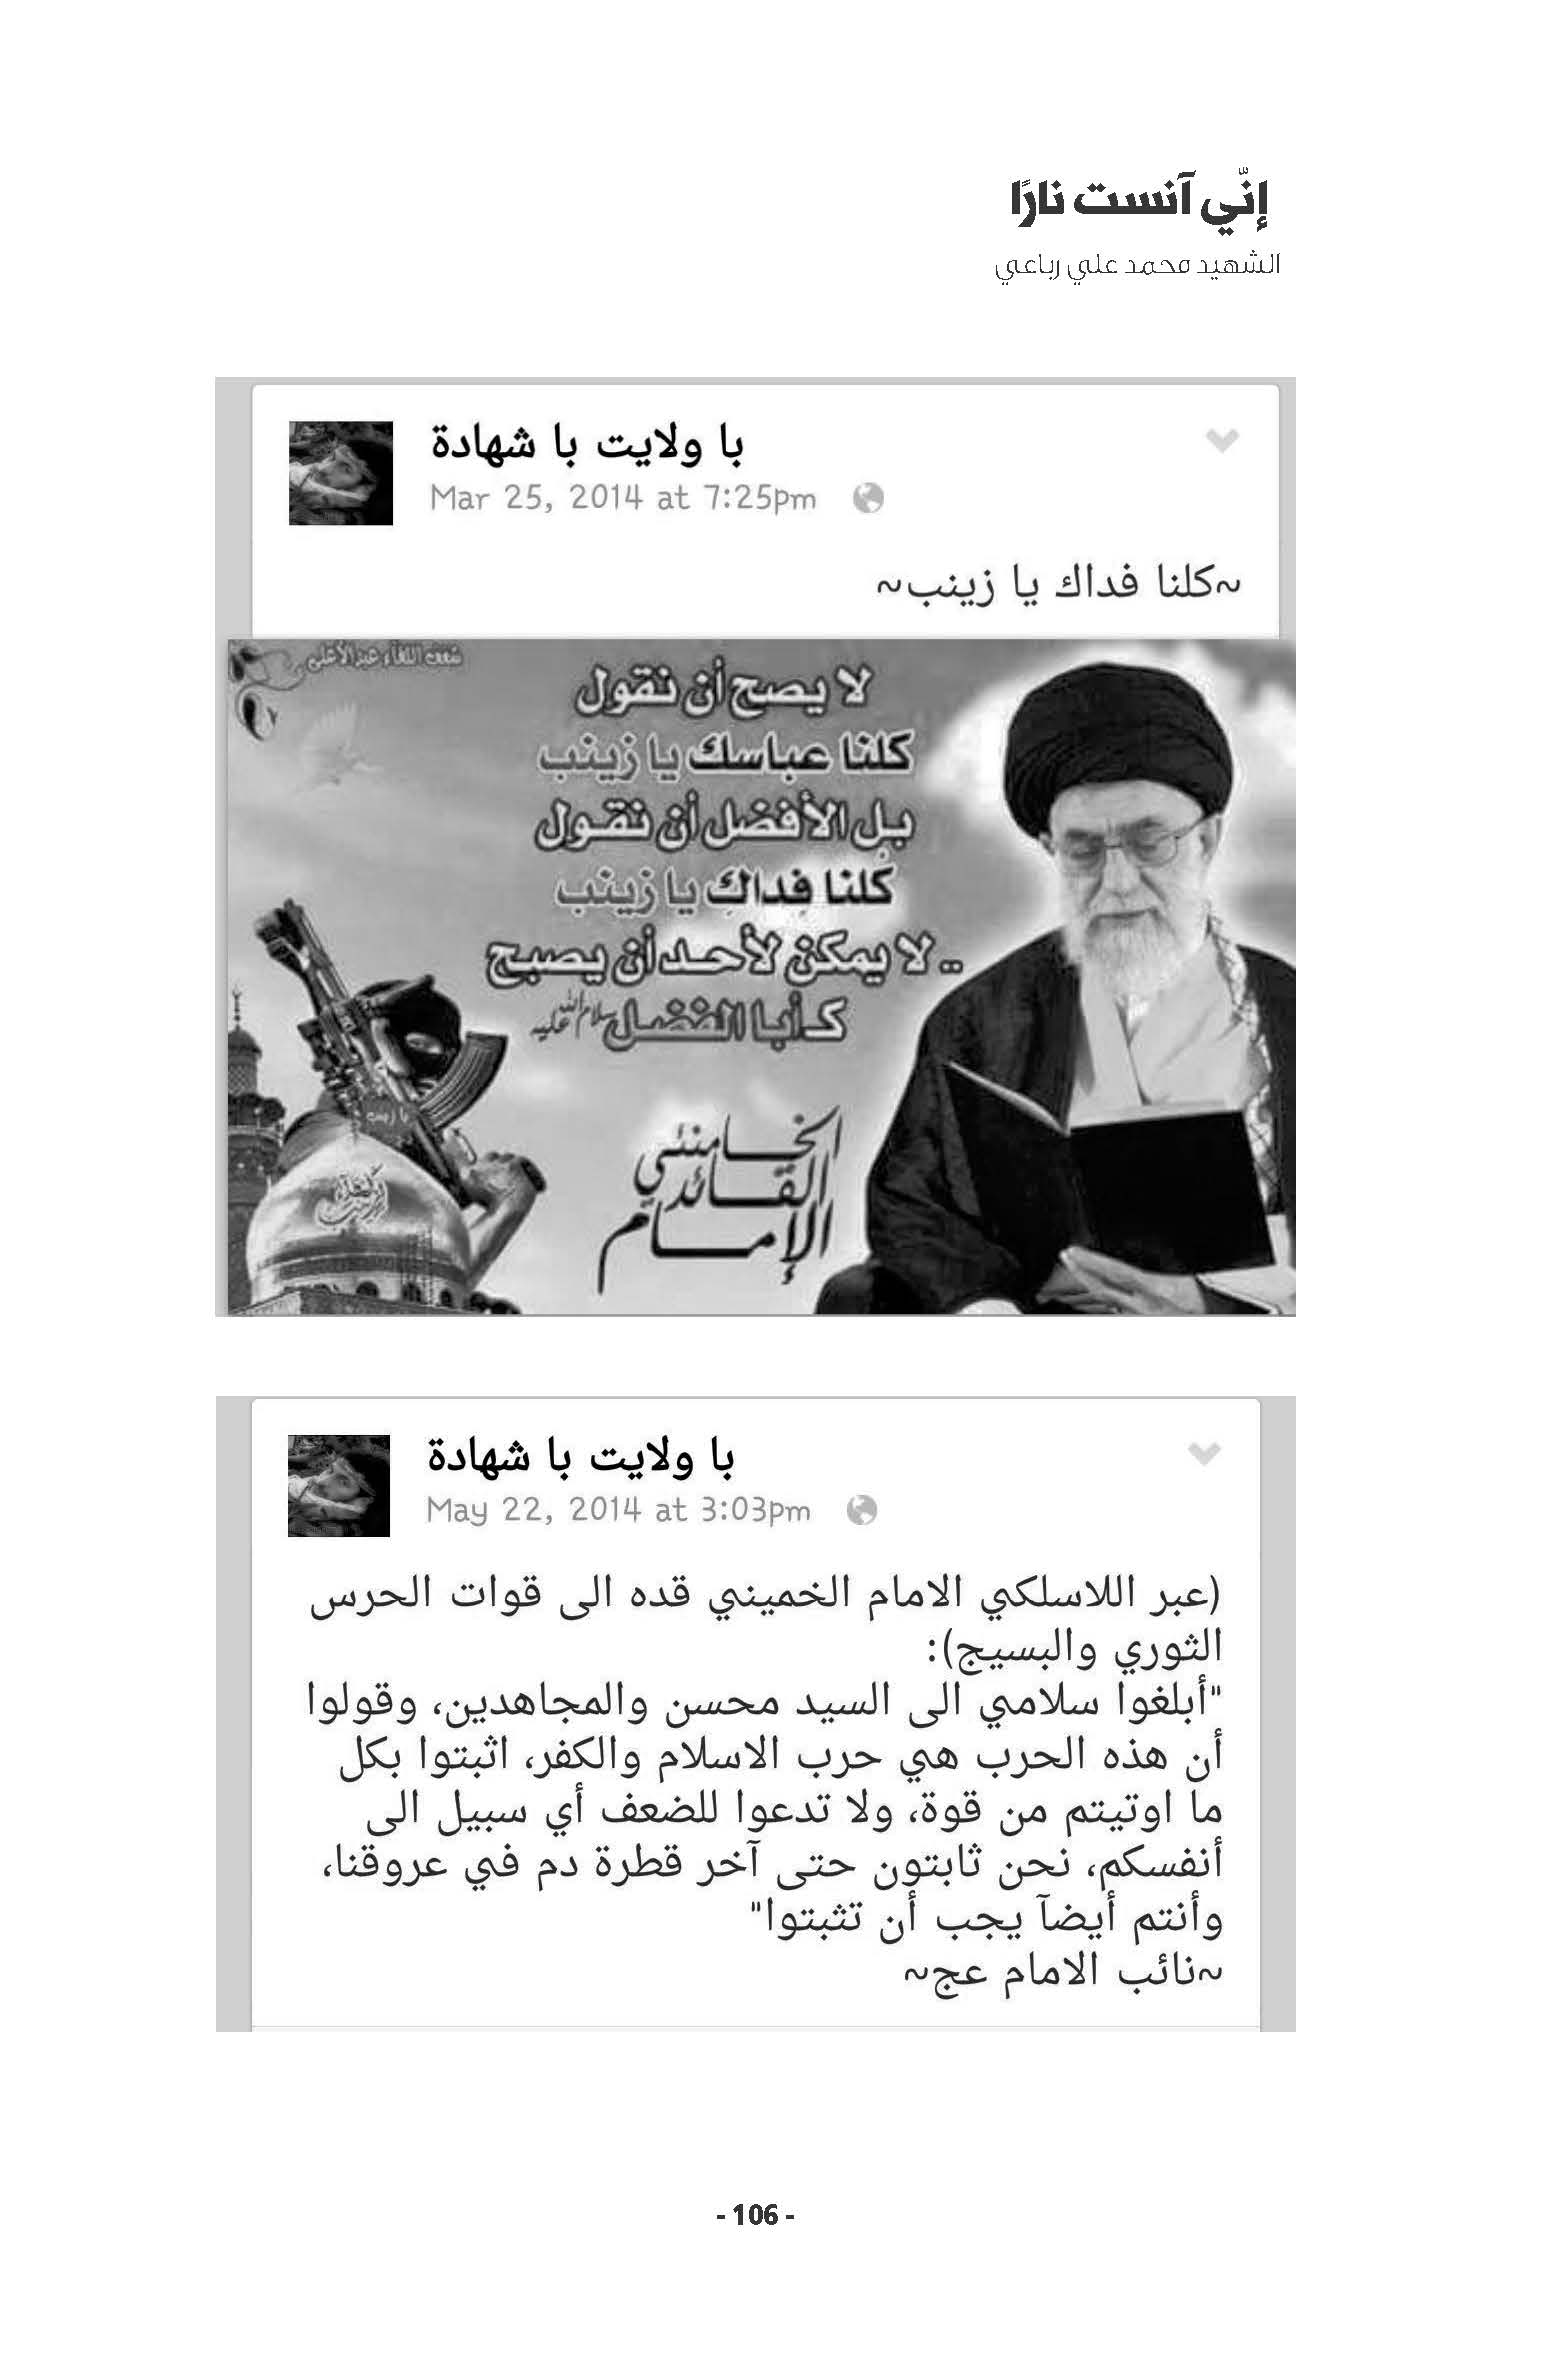 إنّي آنست نارًا
الشهيد محمد علي رباعي
با ولايت با شهادة
Mar 25, 2014 at 7:25pm
~كلنا فداك يا زينب~
لا يصح أن نقول
كلنا عباسك يا زينب
بل الأفضل أن نقول
كلنا فِداكِ يا زينب
.. لا يمكن لأحد أن يصبح
كـأبا الفضل سلام الله عليه
الخامنئي
القائد
الإمام
با ولايت با شهادة
May 22, 2014 at 3:03pm
(عبر اللاسلكي الامام الخميني قده الى قوات الحرس
الثوري والبسيج):
"أبلغوا سلامي الى السيد محسن والمجاهدين، وقولوا
أن هذه الحرب هي حرب الاسلام والكفر، اثبتوا بكل
ما اوتيتم من قوة، ولا تدعوا للضعف أي سبيل الى
أنفسكم، نحن ثابتون حتى آخر قطرة دم في عروقنا،
وأنتم أيضآ يجب أن تثبتوا"
~نائب الامام عج~
- 106 -